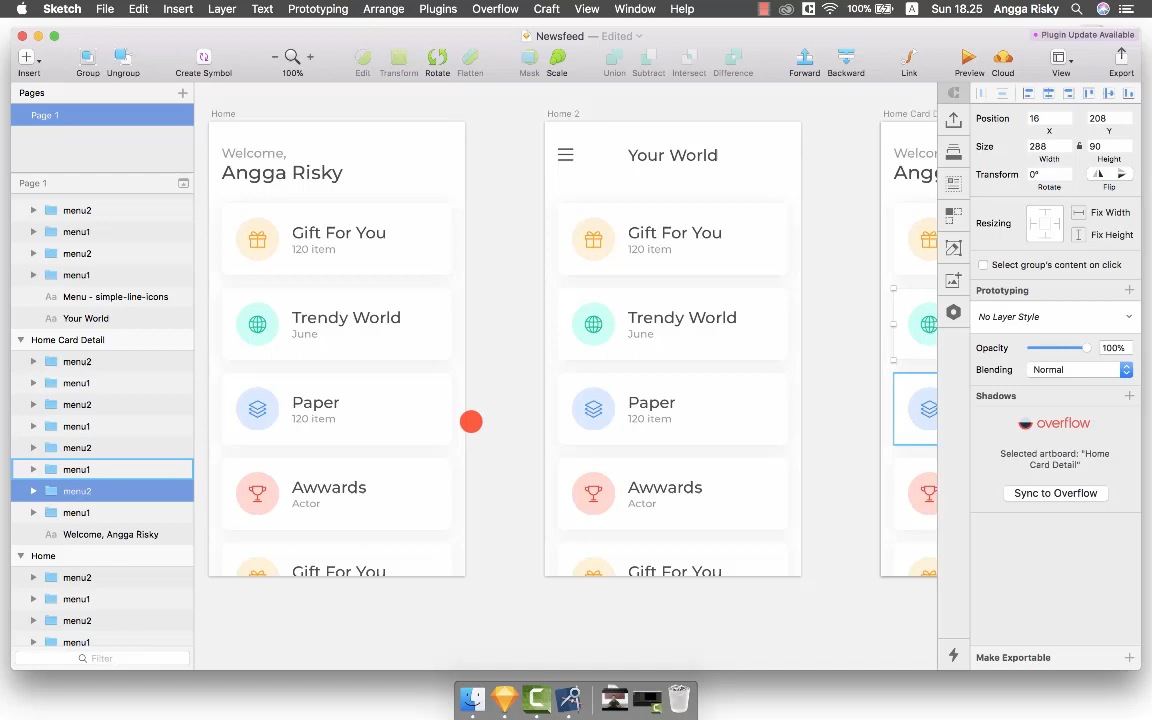 Sketch File Edit Insert Layer Text Prototyping Arrange Plugins Overflow Craft View Window Help 100% A Sun 18.25 Angga Risky
Newsfeed — Edited
Plugin Update Available
Insert Group Ungroup Create Symbol 100% Edit Transform Rotate Flatten Mask Scale Union Subtract Intersect Difference Forward Backward Link Preview Cloud View Export
Pages
Page 1
Page 1
menu2
menu1
menu2
menu1
Aa Menu - simple-line-icons
Aa Your World
Home Card Detail
menu2
menu1
menu2
menu1
menu2
menu1
menu2
menu1
Aa Welcome, Angga Risky
Home
menu2
menu1
menu2
menu1
Filter
Home
Welcome,
Angga Risky
Gift For You
120 item
Trendy World
June
Paper
120 item
Awwards
Actor
Gift For You
Home 2
Your World
Gift For You
120 item
Trendy World
June
Paper
120 item
Awwards
Actor
Gift For You
Home Card D
Welco
Ang
Position 16 208
X Y
Size 288 90
Width Height
Transform 0°
Rotate Flip
Resizing Fix Width
Fix Height
Select group's content on click
Prototyping
No Layer Style
Opacity 100%
Blending Normal
Shadows
overflow
Selected artboard: "Home
Card Detail"
Sync to Overflow
Make Exportable